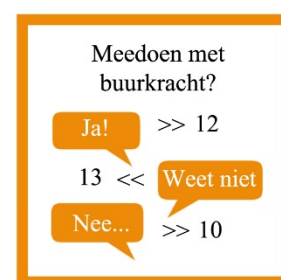 Meedoen met
buurkracht?
Ja! >> 12
13 << Weet niet
Nee... >> 10